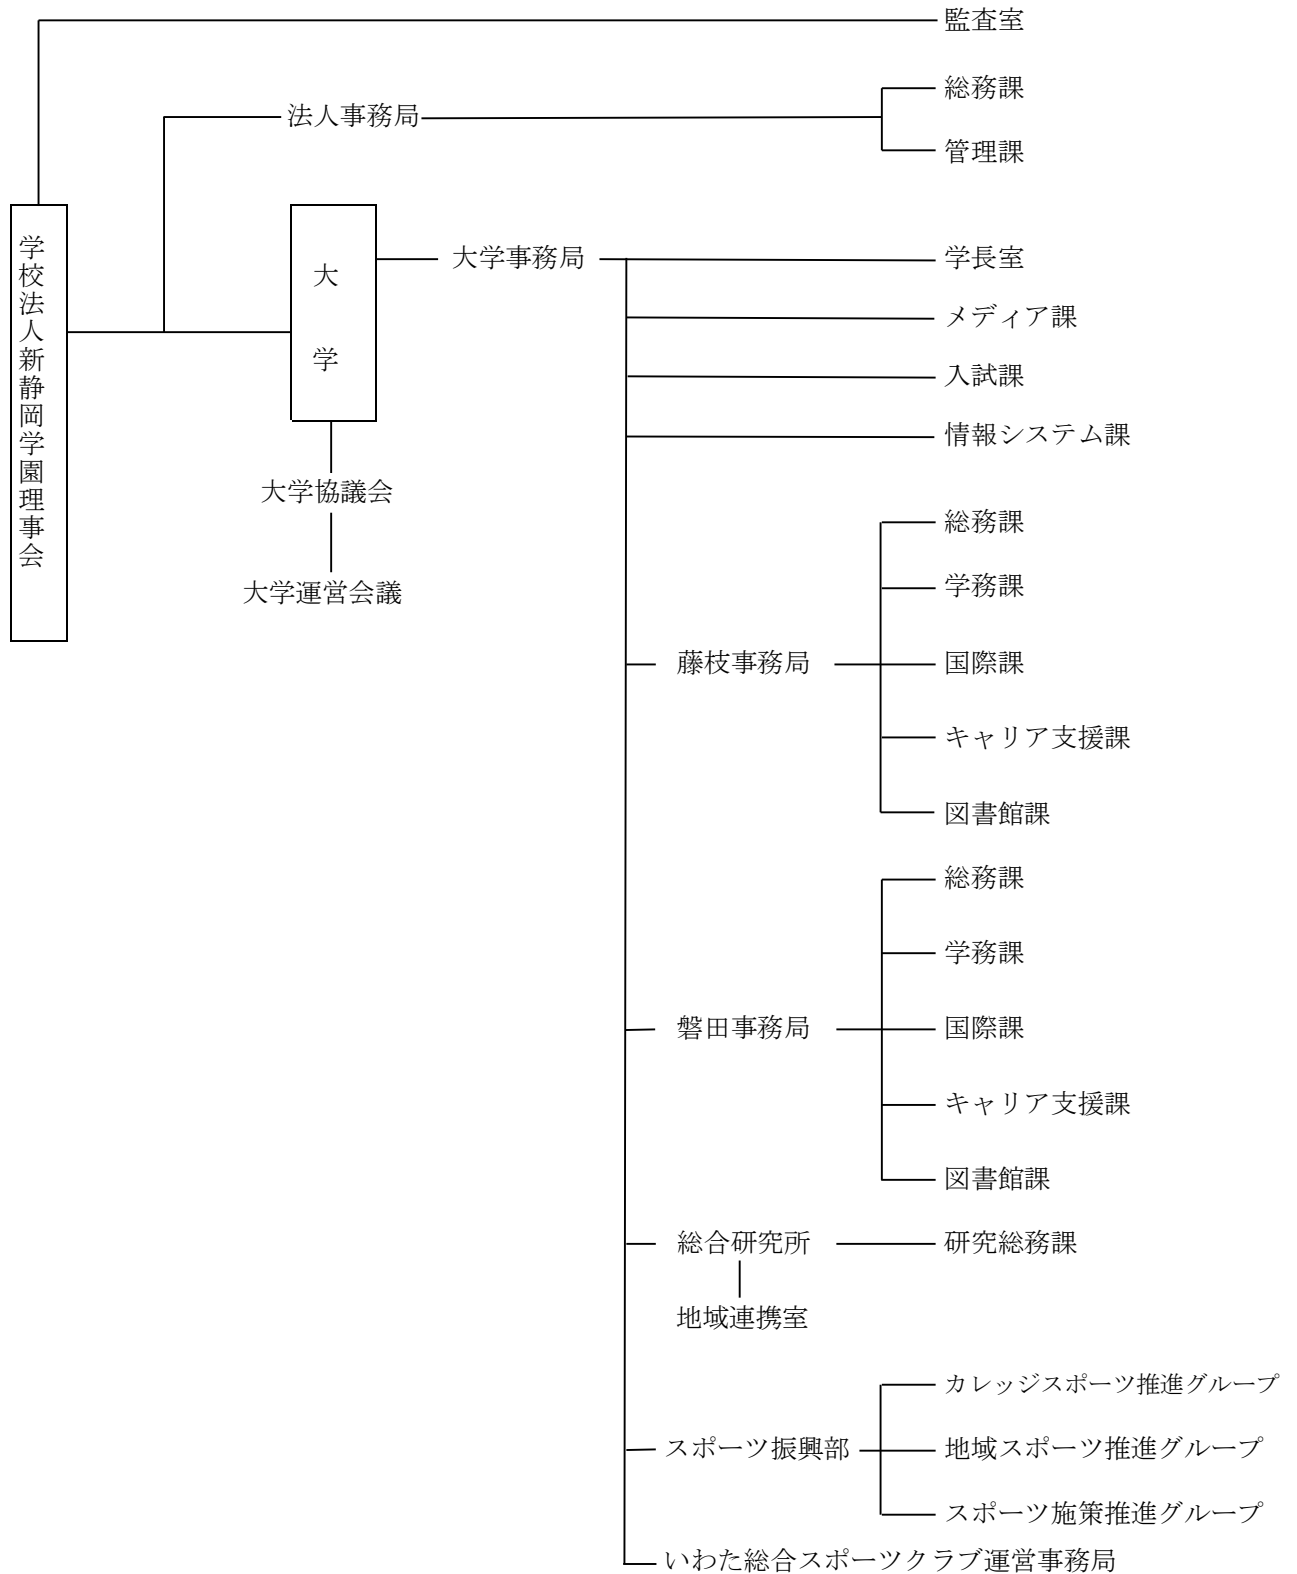 監査室
総務課
法人事務局
管理課
学校法人新静岡学園理事会
大学
大学事務局
学長室
メディア課
入試課
情報システム課
大学協議会
大学運営会議
総務課
学務課
藤枝事務局
国際課
キャリア支援課
図書館課
総務課
学務課
磐田事務局
国際課
キャリア支援課
図書館課
総合研究所
研究総務課
地域連携室
カレッジスポーツ推進グループ
スポーツ振興部
地域スポーツ推進グループ
スポーツ施策推進グループ
いわた総合スポーツクラブ運営事務局